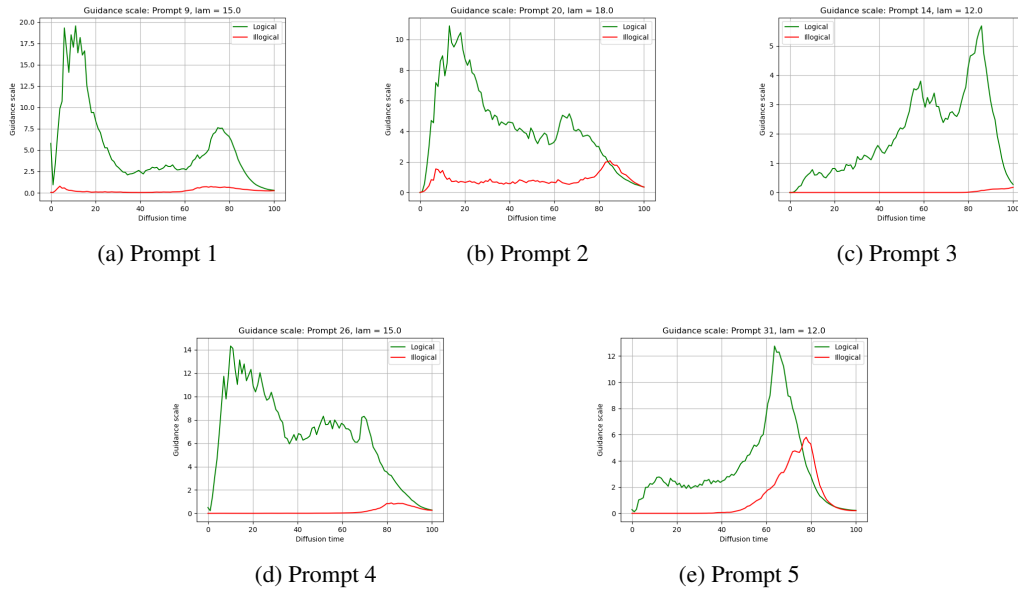 Guidance scale: Prompt 9, lam = 15.0
20.0
17.5
15.0
12.5
10.0
7.5
5.0
2.5
0.0
Guidance scale
0 20 40 60 80 100
Diffusion time
Logical
Illogical
(a) Prompt 1
Guidance scale: Prompt 20, lam = 18.0
10
8
6
4
2
0
Guidance scale
0 20 40 60 80 100
Diffusion time
Logical
Illogical
(b) Prompt 2
Guidance scale: Prompt 14, lam = 12.0
5
4
3
2
1
0
Guidance scale
0 20 40 60 80 100
Diffusion time
Logical
Illogical
(c) Prompt 3
Guidance scale: Prompt 26, lam = 15.0
14
12
10
8
6
4
2
0
Guidance scale
0 20 40 60 80 100
Diffusion time
Logical
Illogical
(d) Prompt 4
Guidance scale: Prompt 31, lam = 12.0
12
10
8
6
4
2
0
Guidance scale
0 20 40 60 80 100
Diffusion time
Logical
Illogical
(e) Prompt 5